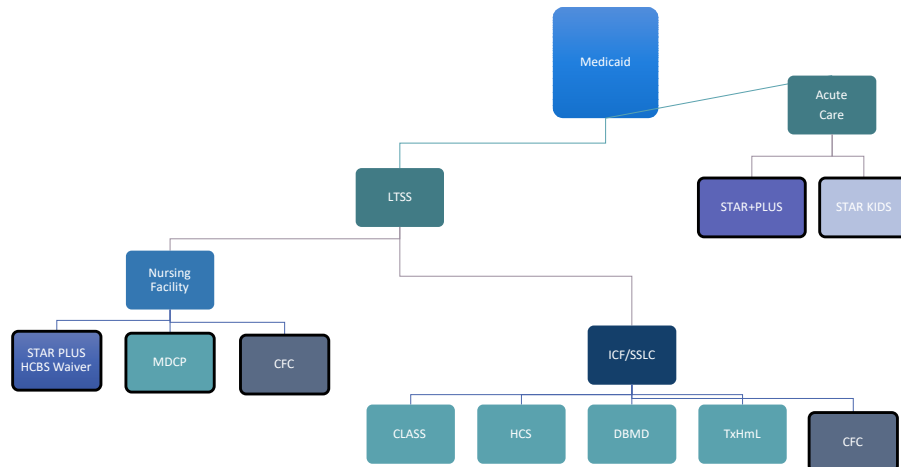 Medicaid
Acute
Care
LTSS
STAR+PLUS
STAR KIDS
Nursing
Facility
STAR PLUS
HCBS Waiver
MDCP
CFC
ICF/SSLC
CLASS
HCS
DBMD
TxHmL
CFC